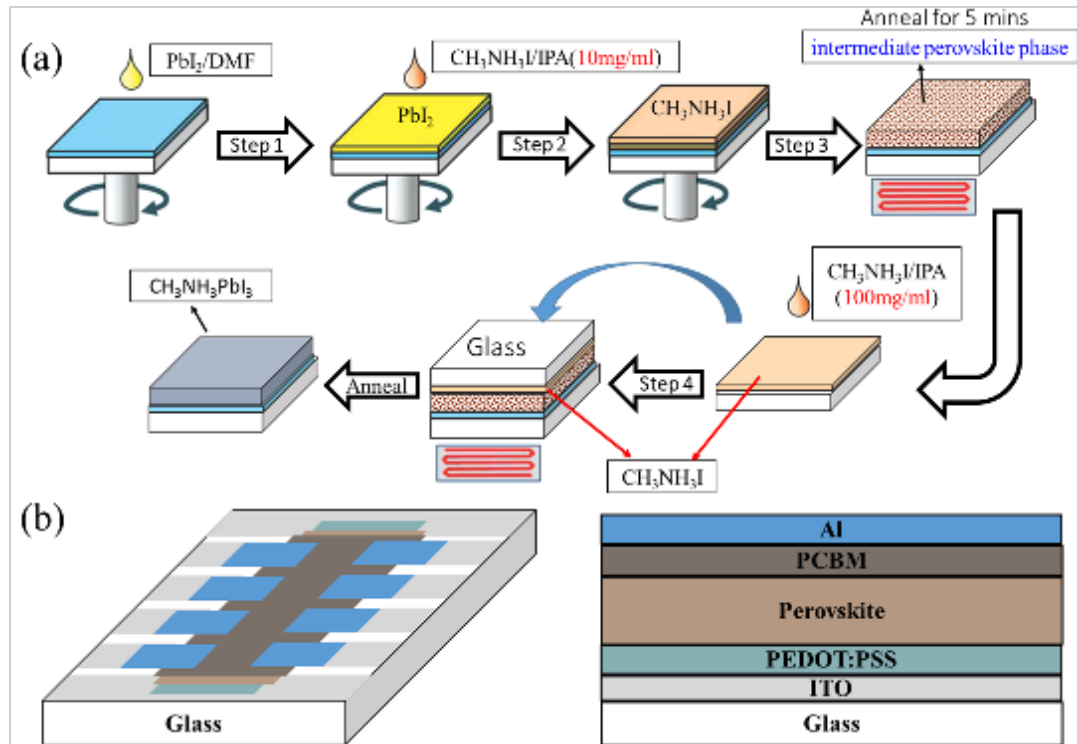 (a)
PbI₂/DMF
CH₃NH₃I/IPA(10mg/ml)
Anneal for 5 mins
intermediate perovskite phase
PbI₂
CH₃NH₃I
Step 1
Step 2
Step 3
CH₃NH₃PbI₃
Glass
CH₃NH₃I/IPA
(100mg/ml)
Anneal
Step 4
CH₃NH₃I
(b)
Glass
Al
PCBM
Perovskite
PEDOT:PSS
ITO
Glass